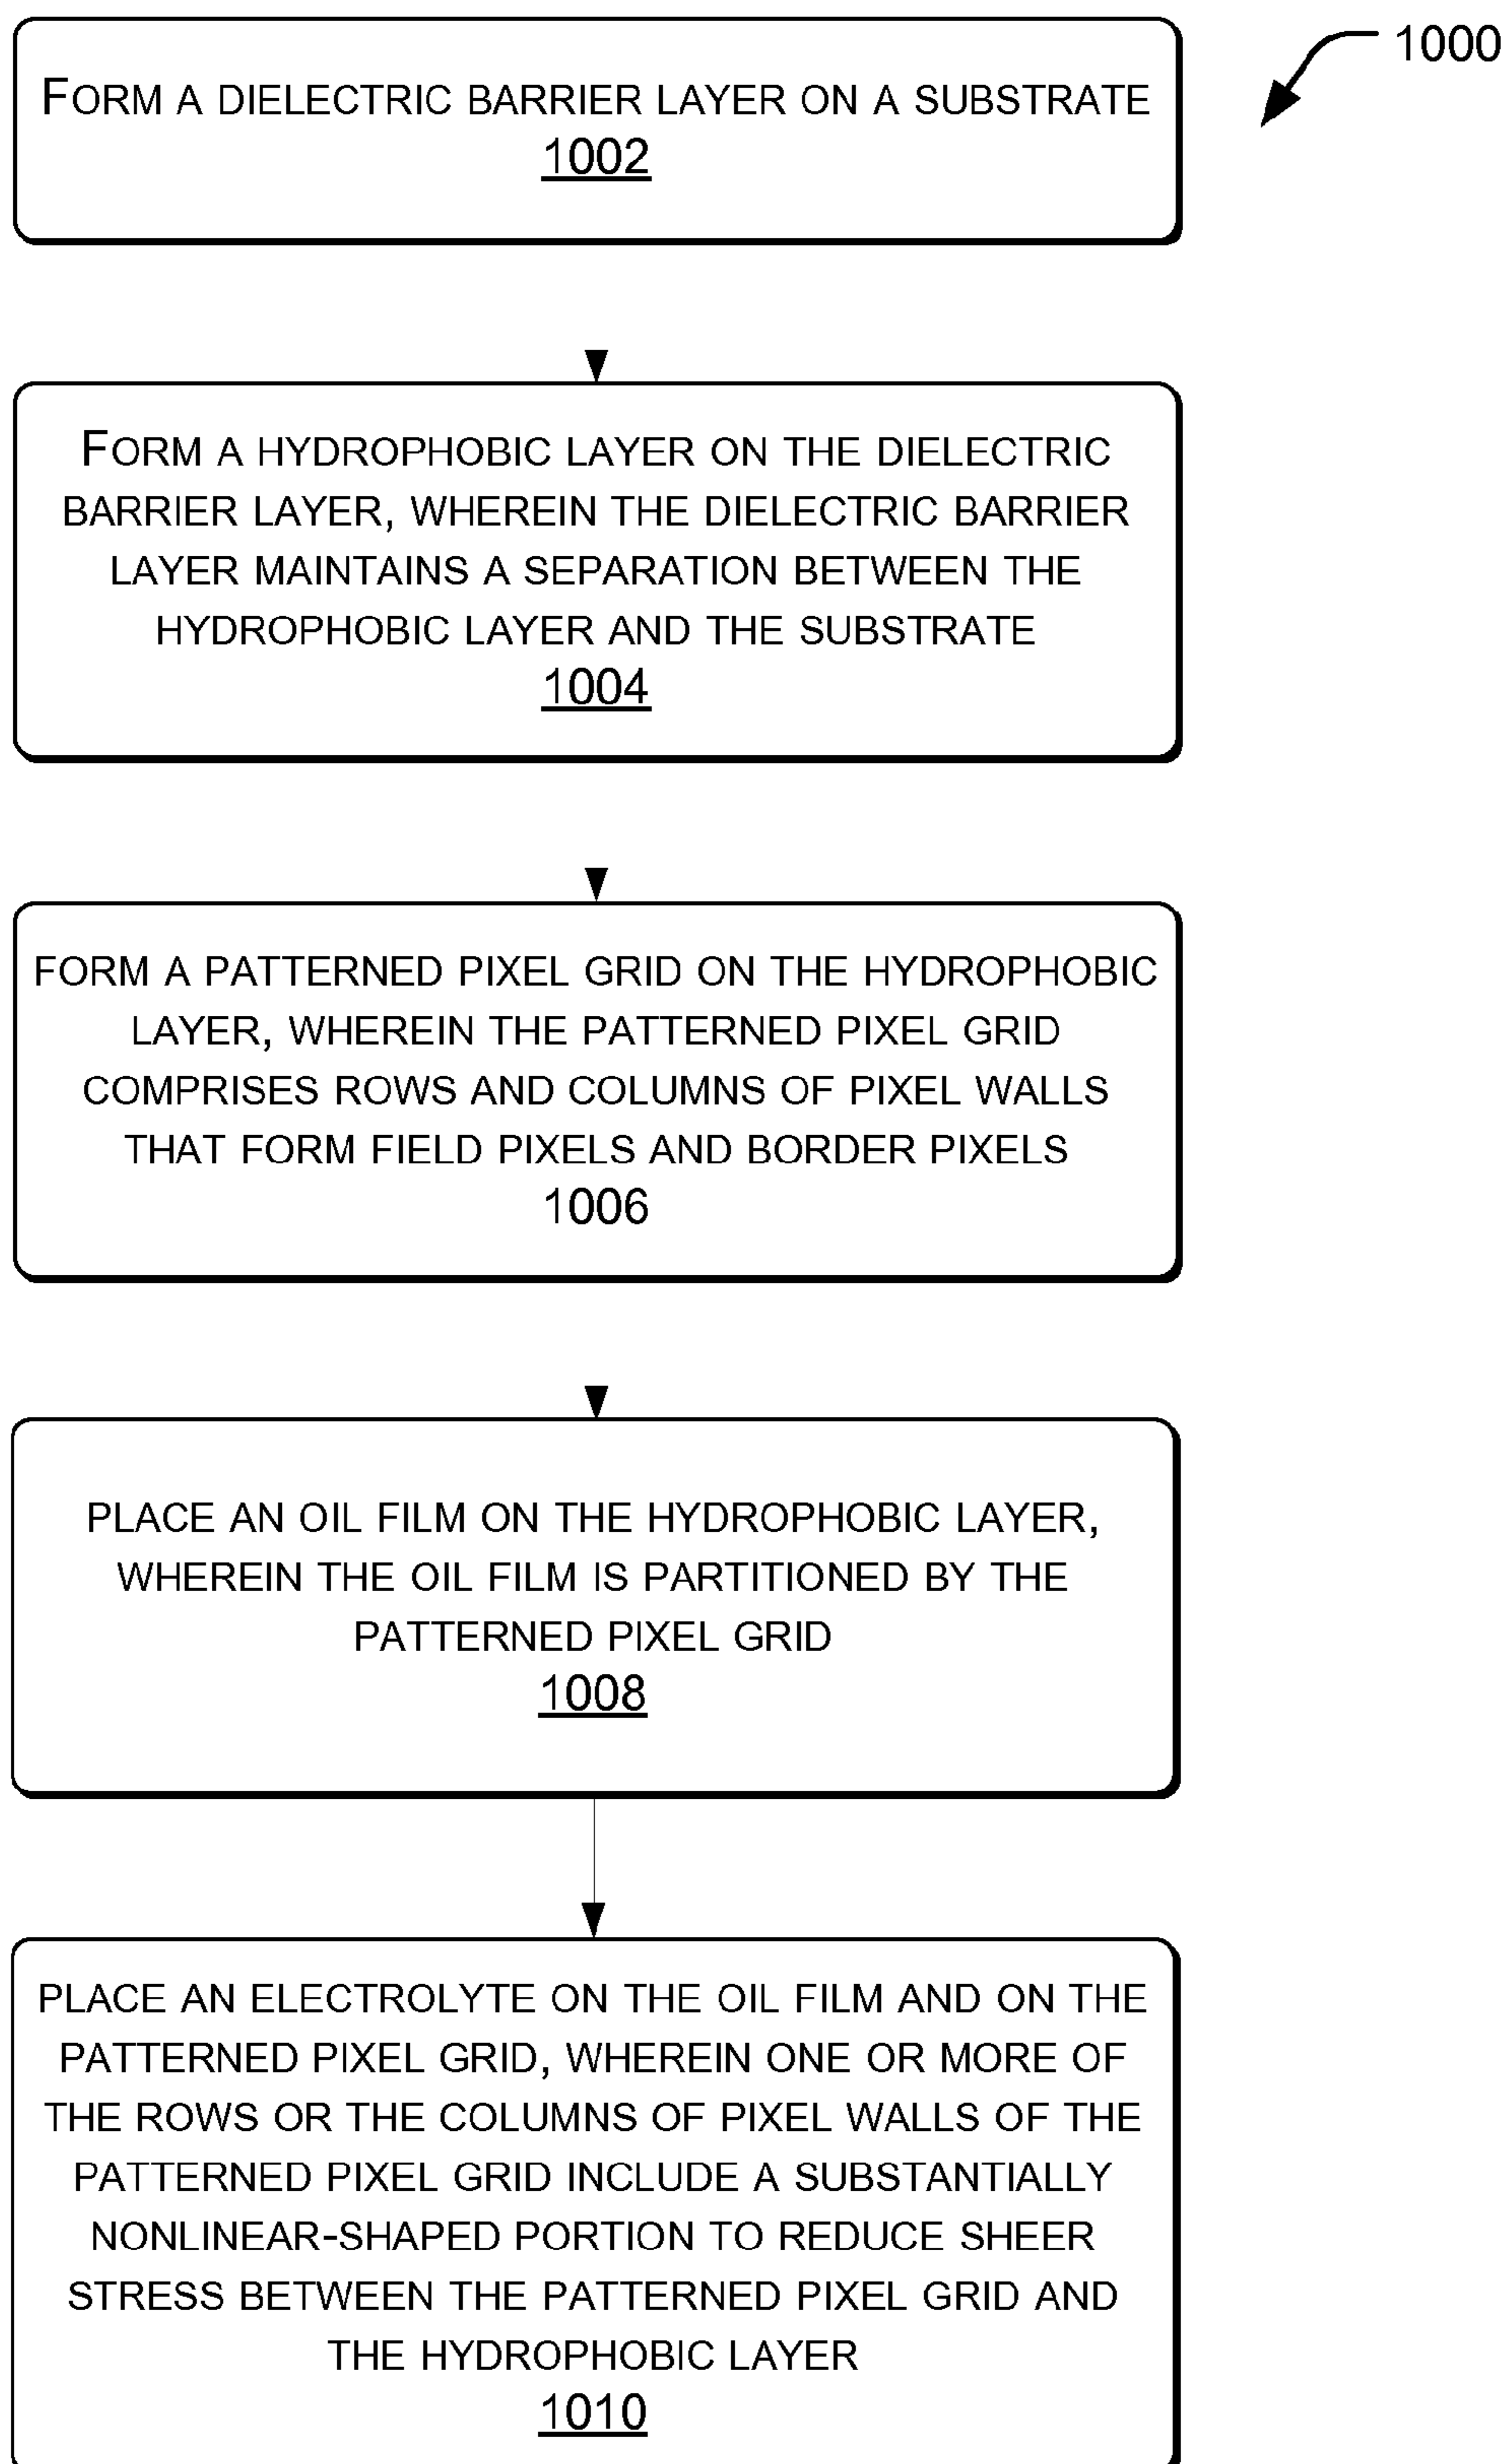 1000
FORM A DIELECTRIC BARRIER LAYER ON A SUBSTRATE
1002
FORM A HYDROPHOBIC LAYER ON THE DIELECTRIC
BARRIER LAYER, WHEREIN THE DIELECTRIC BARRIER
LAYER MAINTAINS A SEPARATION BETWEEN THE
HYDROPHOBIC LAYER AND THE SUBSTRATE
1004
FORM A PATTERNED PIXEL GRID ON THE HYDROPHOBIC
LAYER, WHEREIN THE PATTERNED PIXEL GRID
COMPRISES ROWS AND COLUMNS OF PIXEL WALLS
THAT FORM FIELD PIXELS AND BORDER PIXELS
1006
PLACE AN OIL FILM ON THE HYDROPHOBIC LAYER,
WHEREIN THE OIL FILM IS PARTITIONED BY THE
PATTERNED PIXEL GRID
1008
PLACE AN ELECTROLYTE ON THE OIL FILM AND ON THE
PATTERNED PIXEL GRID, WHEREIN ONE OR MORE OF
THE ROWS OR THE COLUMNS OF PIXEL WALLS OF THE
PATTERNED PIXEL GRID INCLUDE A SUBSTANTIALLY
NONLINEAR-SHAPED PORTION TO REDUCE SHEER
STRESS BETWEEN THE PATTERNED PIXEL GRID AND
THE HYDROPHOBIC LAYER
1010